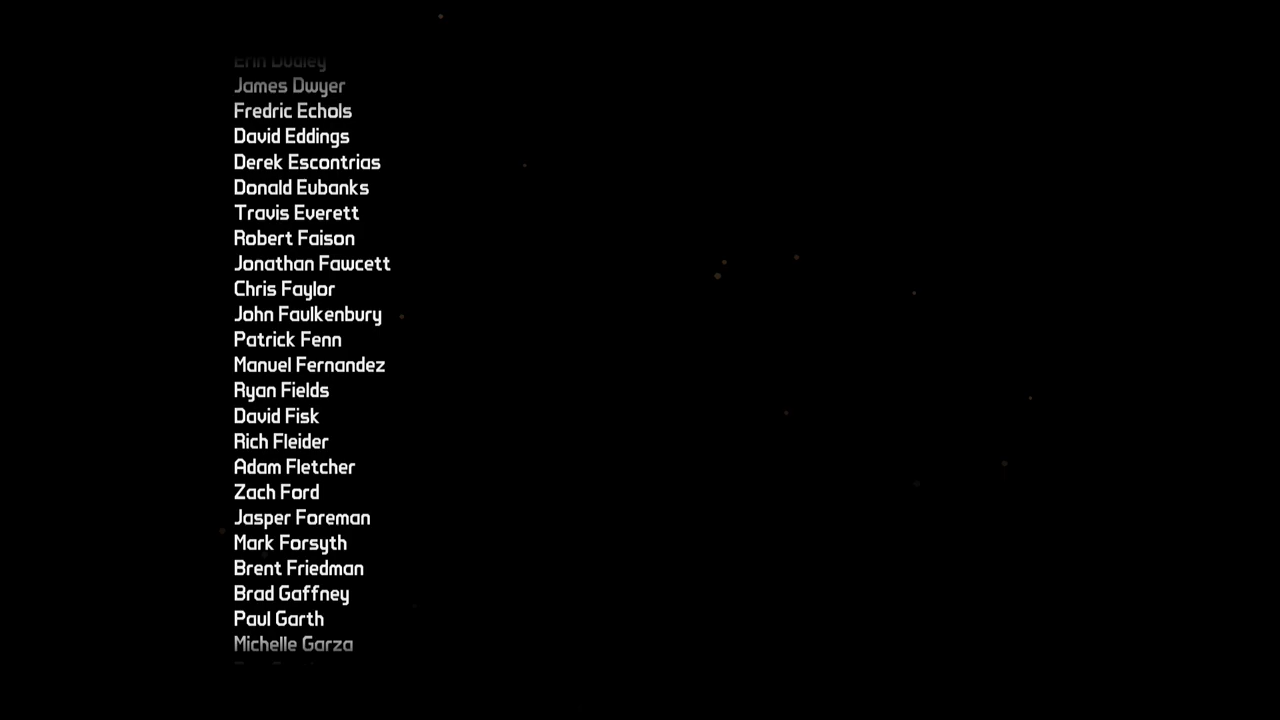 Erin Dudley
James Dwyer
Fredric Echols
David Eddings
Derek Escontrias
Donald Eubanks
Travis Everett
Robert Faison
Jonathan Fawcett
Chris Faylor
John Faulkenbury
Patrick Fenn
Manuel Fernandez
Ryan Fields
David Fisk
Rich Fleider
Adam Fletcher
Zach Ford
Jasper Foreman
Mark Forsyth
Brent Friedman
Brad Gaffney
Paul Garth
Michelle Garza